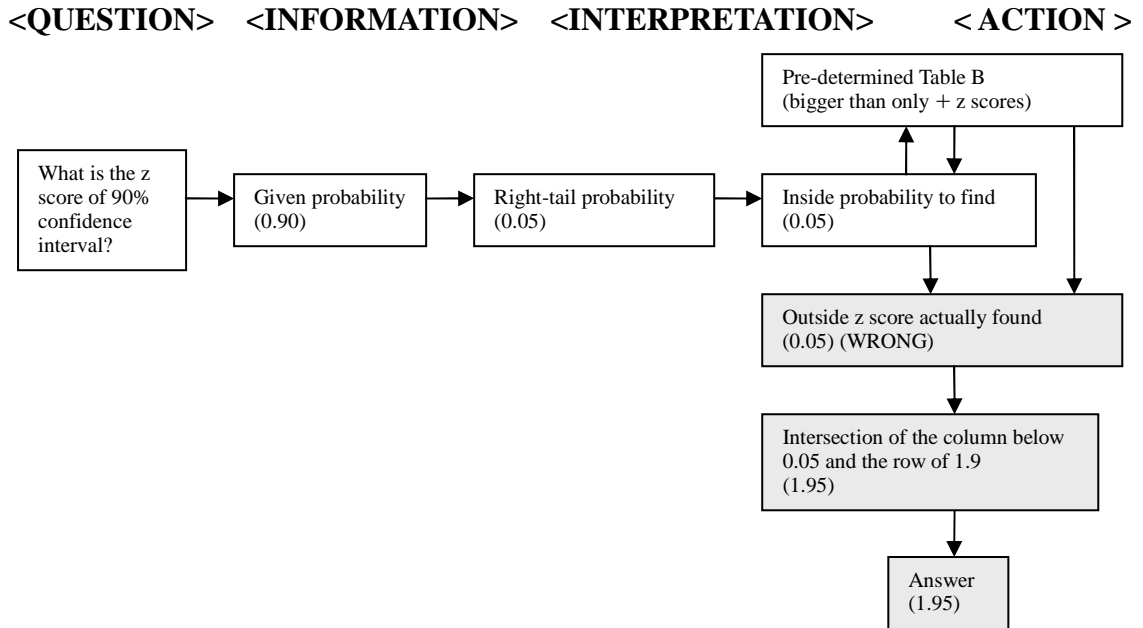 <QUESTION> <INFORMATION> <INTERPRETATION> < ACTION >
Pre-determined Table B
(bigger than only + z scores)
What is the z
score of 90%
confidence
interval?
Given probability
(0.90)
Right-tail probability
(0.05)
Inside probability to find
(0.05)
Outside z score actually found
(0.05) (WRONG)
Intersection of the column below
0.05 and the row of 1.9
(1.95)
Answer
(1.95)